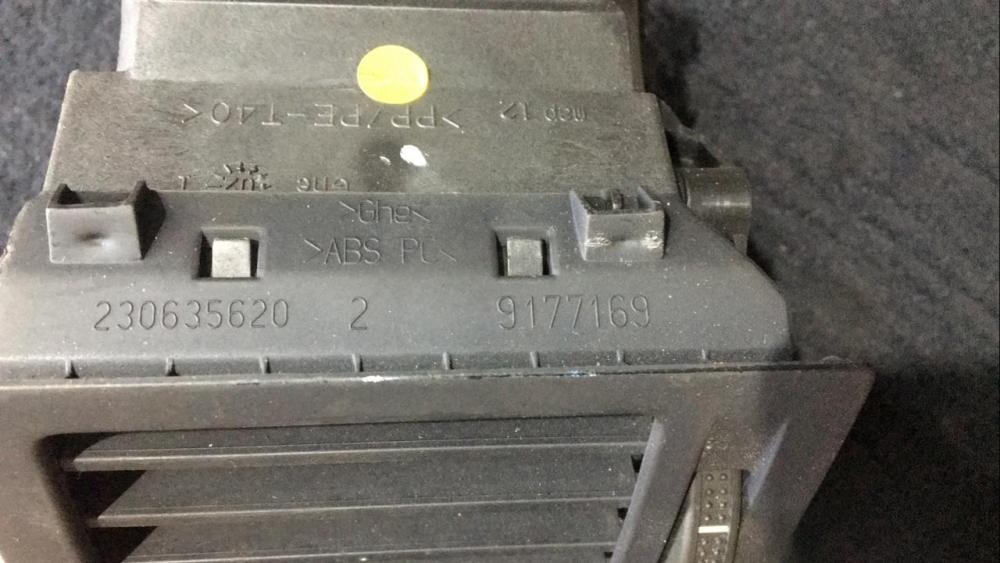 >PP/PE-T40<
>Ghe<
>ABS PC<
230635620 2 9177169